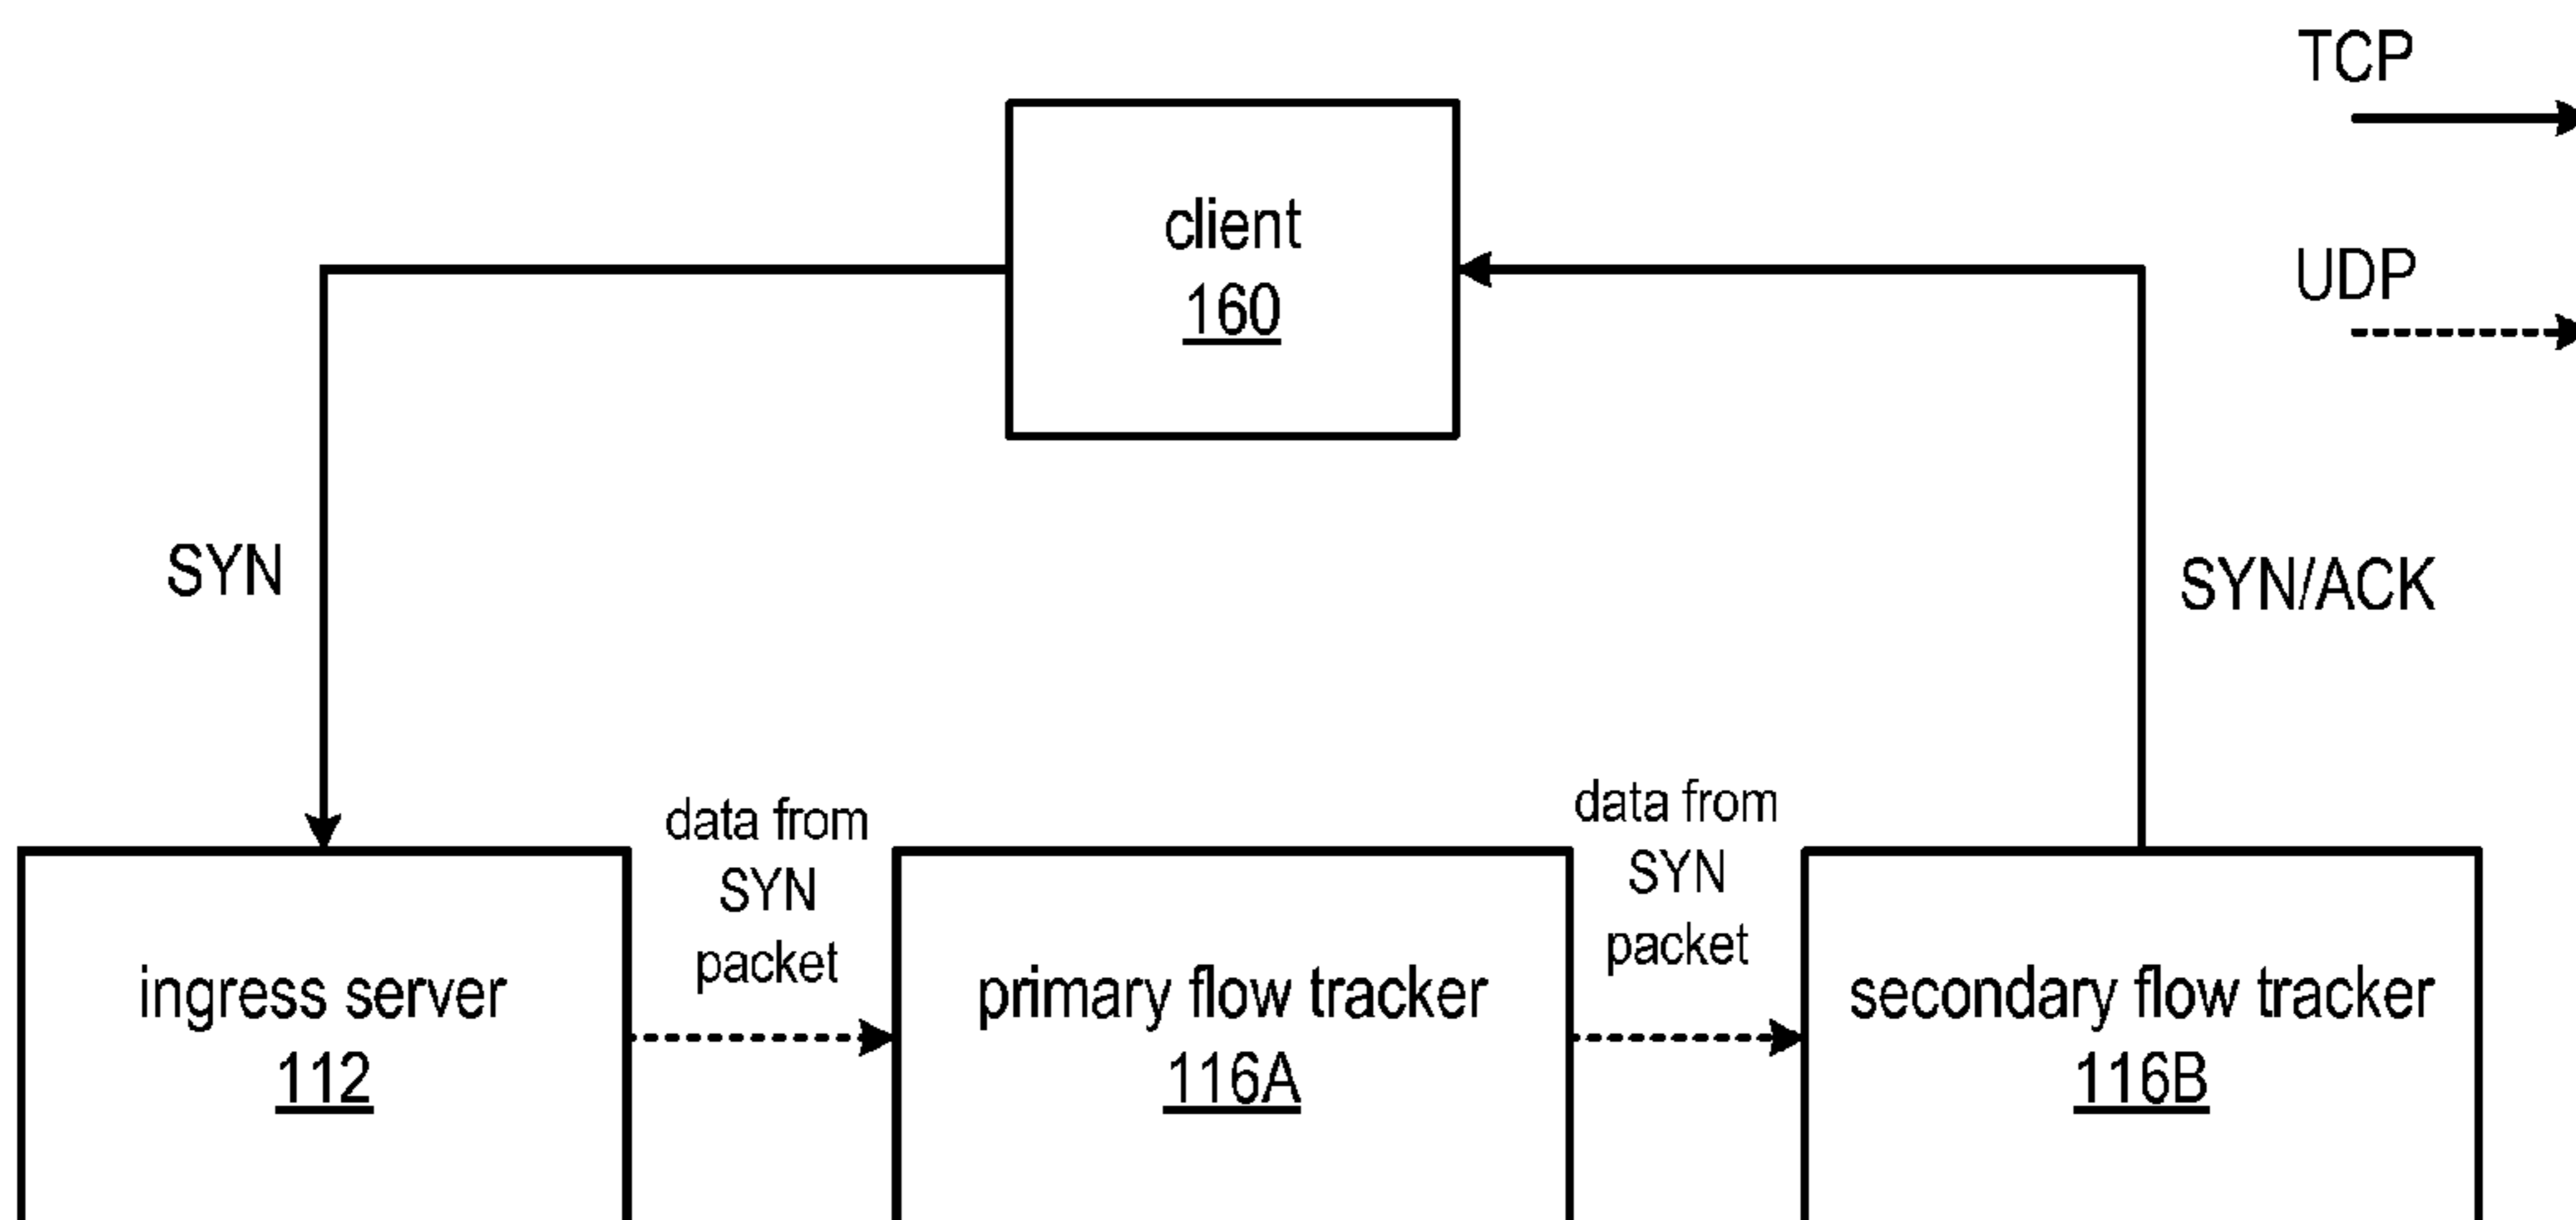 TCP
client
160
UDP
SYN
SYN/ACK
data from
SYN
packet
data from
SYN
packet
ingress server
112
primary flow tracker
116A
secondary flow tracker
116B